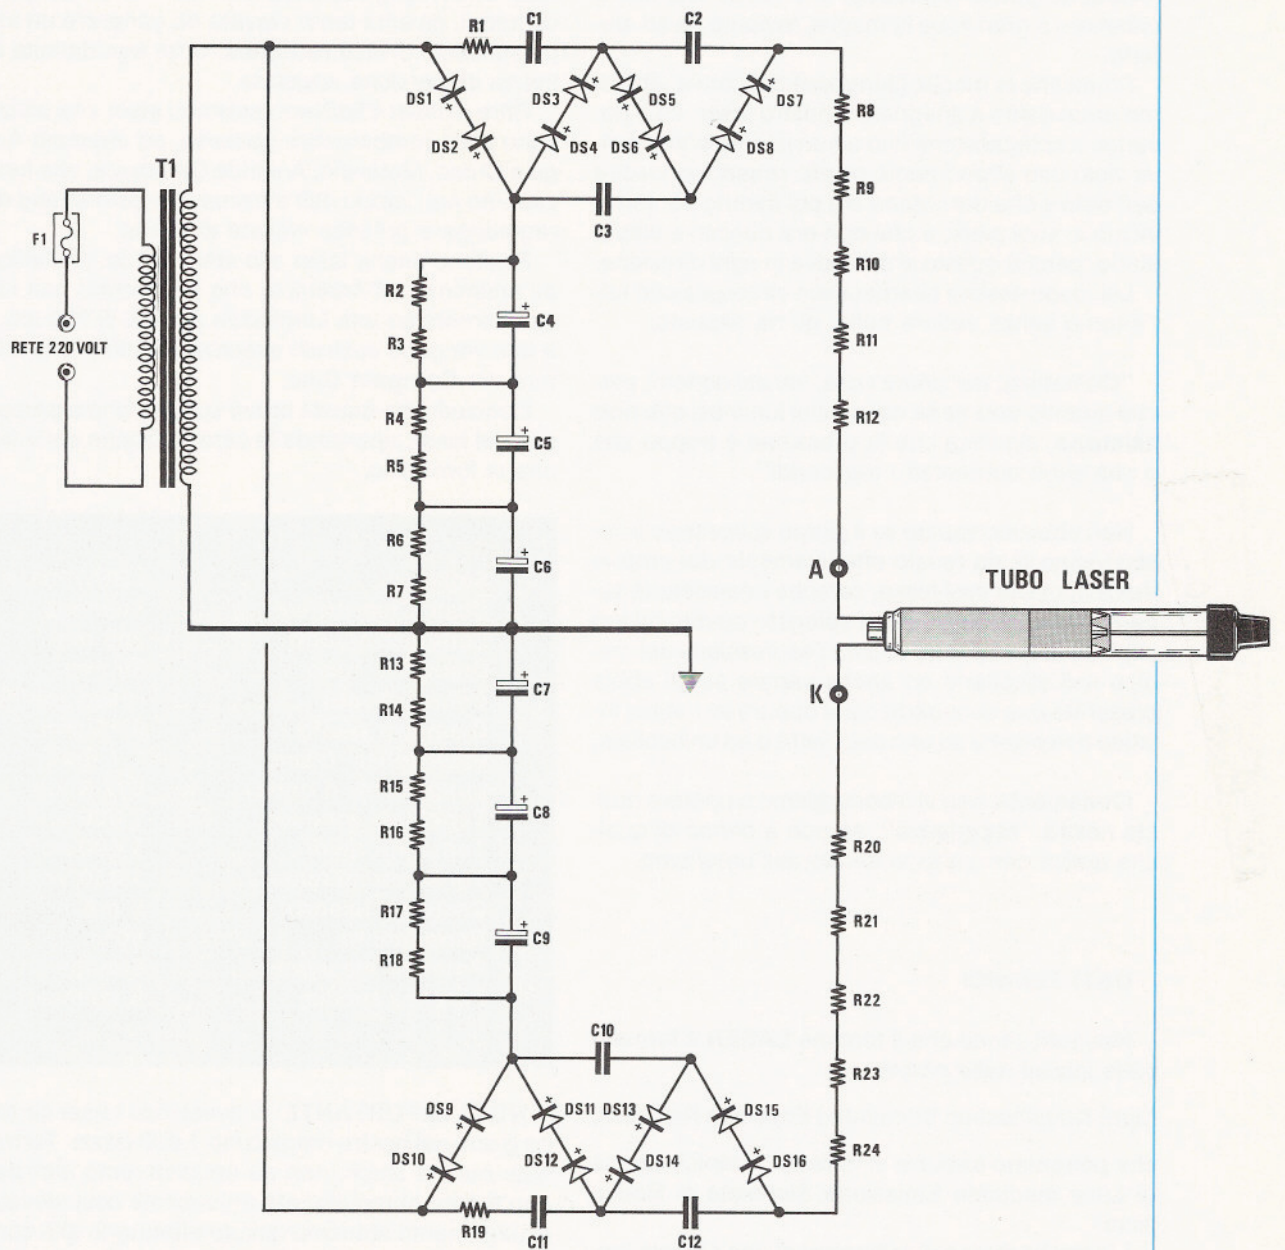 R1
C1
C2
DS1
DS2
DS3
DS4
DS5
DS6
DS7
DS8
C3
R8
R9
R10
R11
R12
T1
F1
RETE 220 VOLT
R2
R3
R4
R5
R6
R7
+
C4
+
C5
+
C6
A
TUBO LASER
K
R13
R14
R15
R16
R17
R18
+
C7
+
C8
+
C9
R20
R21
R22
R23
R24
C10
DS9
DS10
DS11
DS12
DS13
DS14
DS15
DS16
R19
C11
C12